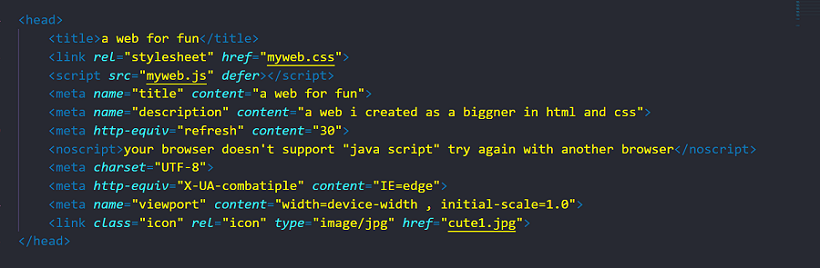 <head>
<title>a web for fun</title>
<link rel="stylesheet" href="myweb.css">
<script src="myweb.js" defer></script>
<meta name="title" content="a web for fun">
<meta name="description" content="a web i created as a biggner in html and css">
<meta http-equiv="refresh" content="30">
<noscript>your browser doesn't support "java script" try again with another browser</noscript>
<meta charset="UTF-8">
<meta http-equiv="X-UA-combatiple" content="IE=edge">
<meta name="viewport" content="width=device-width , initial-scale=1.0">
<link class="icon" rel="icon" type="image/jpg" href="cute1.jpg">
</head>